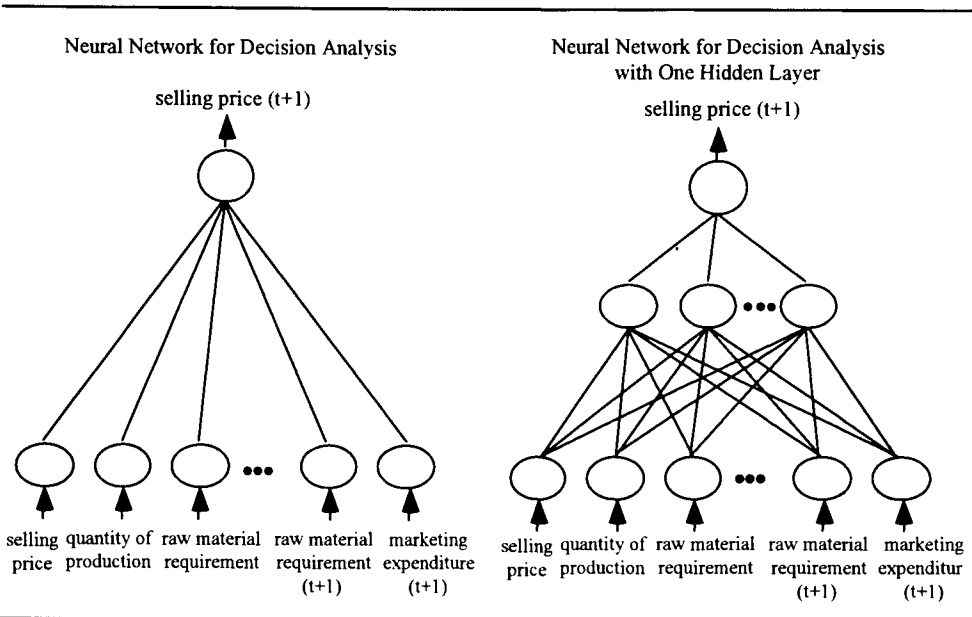 Neural Network for Decision Analysis
selling price (t+1)
selling price
quantity of production
raw material requirement
raw material requirement (t+1)
marketing expenditure (t+1)
Neural Network for Decision Analysis
with One Hidden Layer
selling price (t+1)
selling price
quantity of production
raw material requirement
raw material requirement (t+1)
marketing expenditur (t+1)